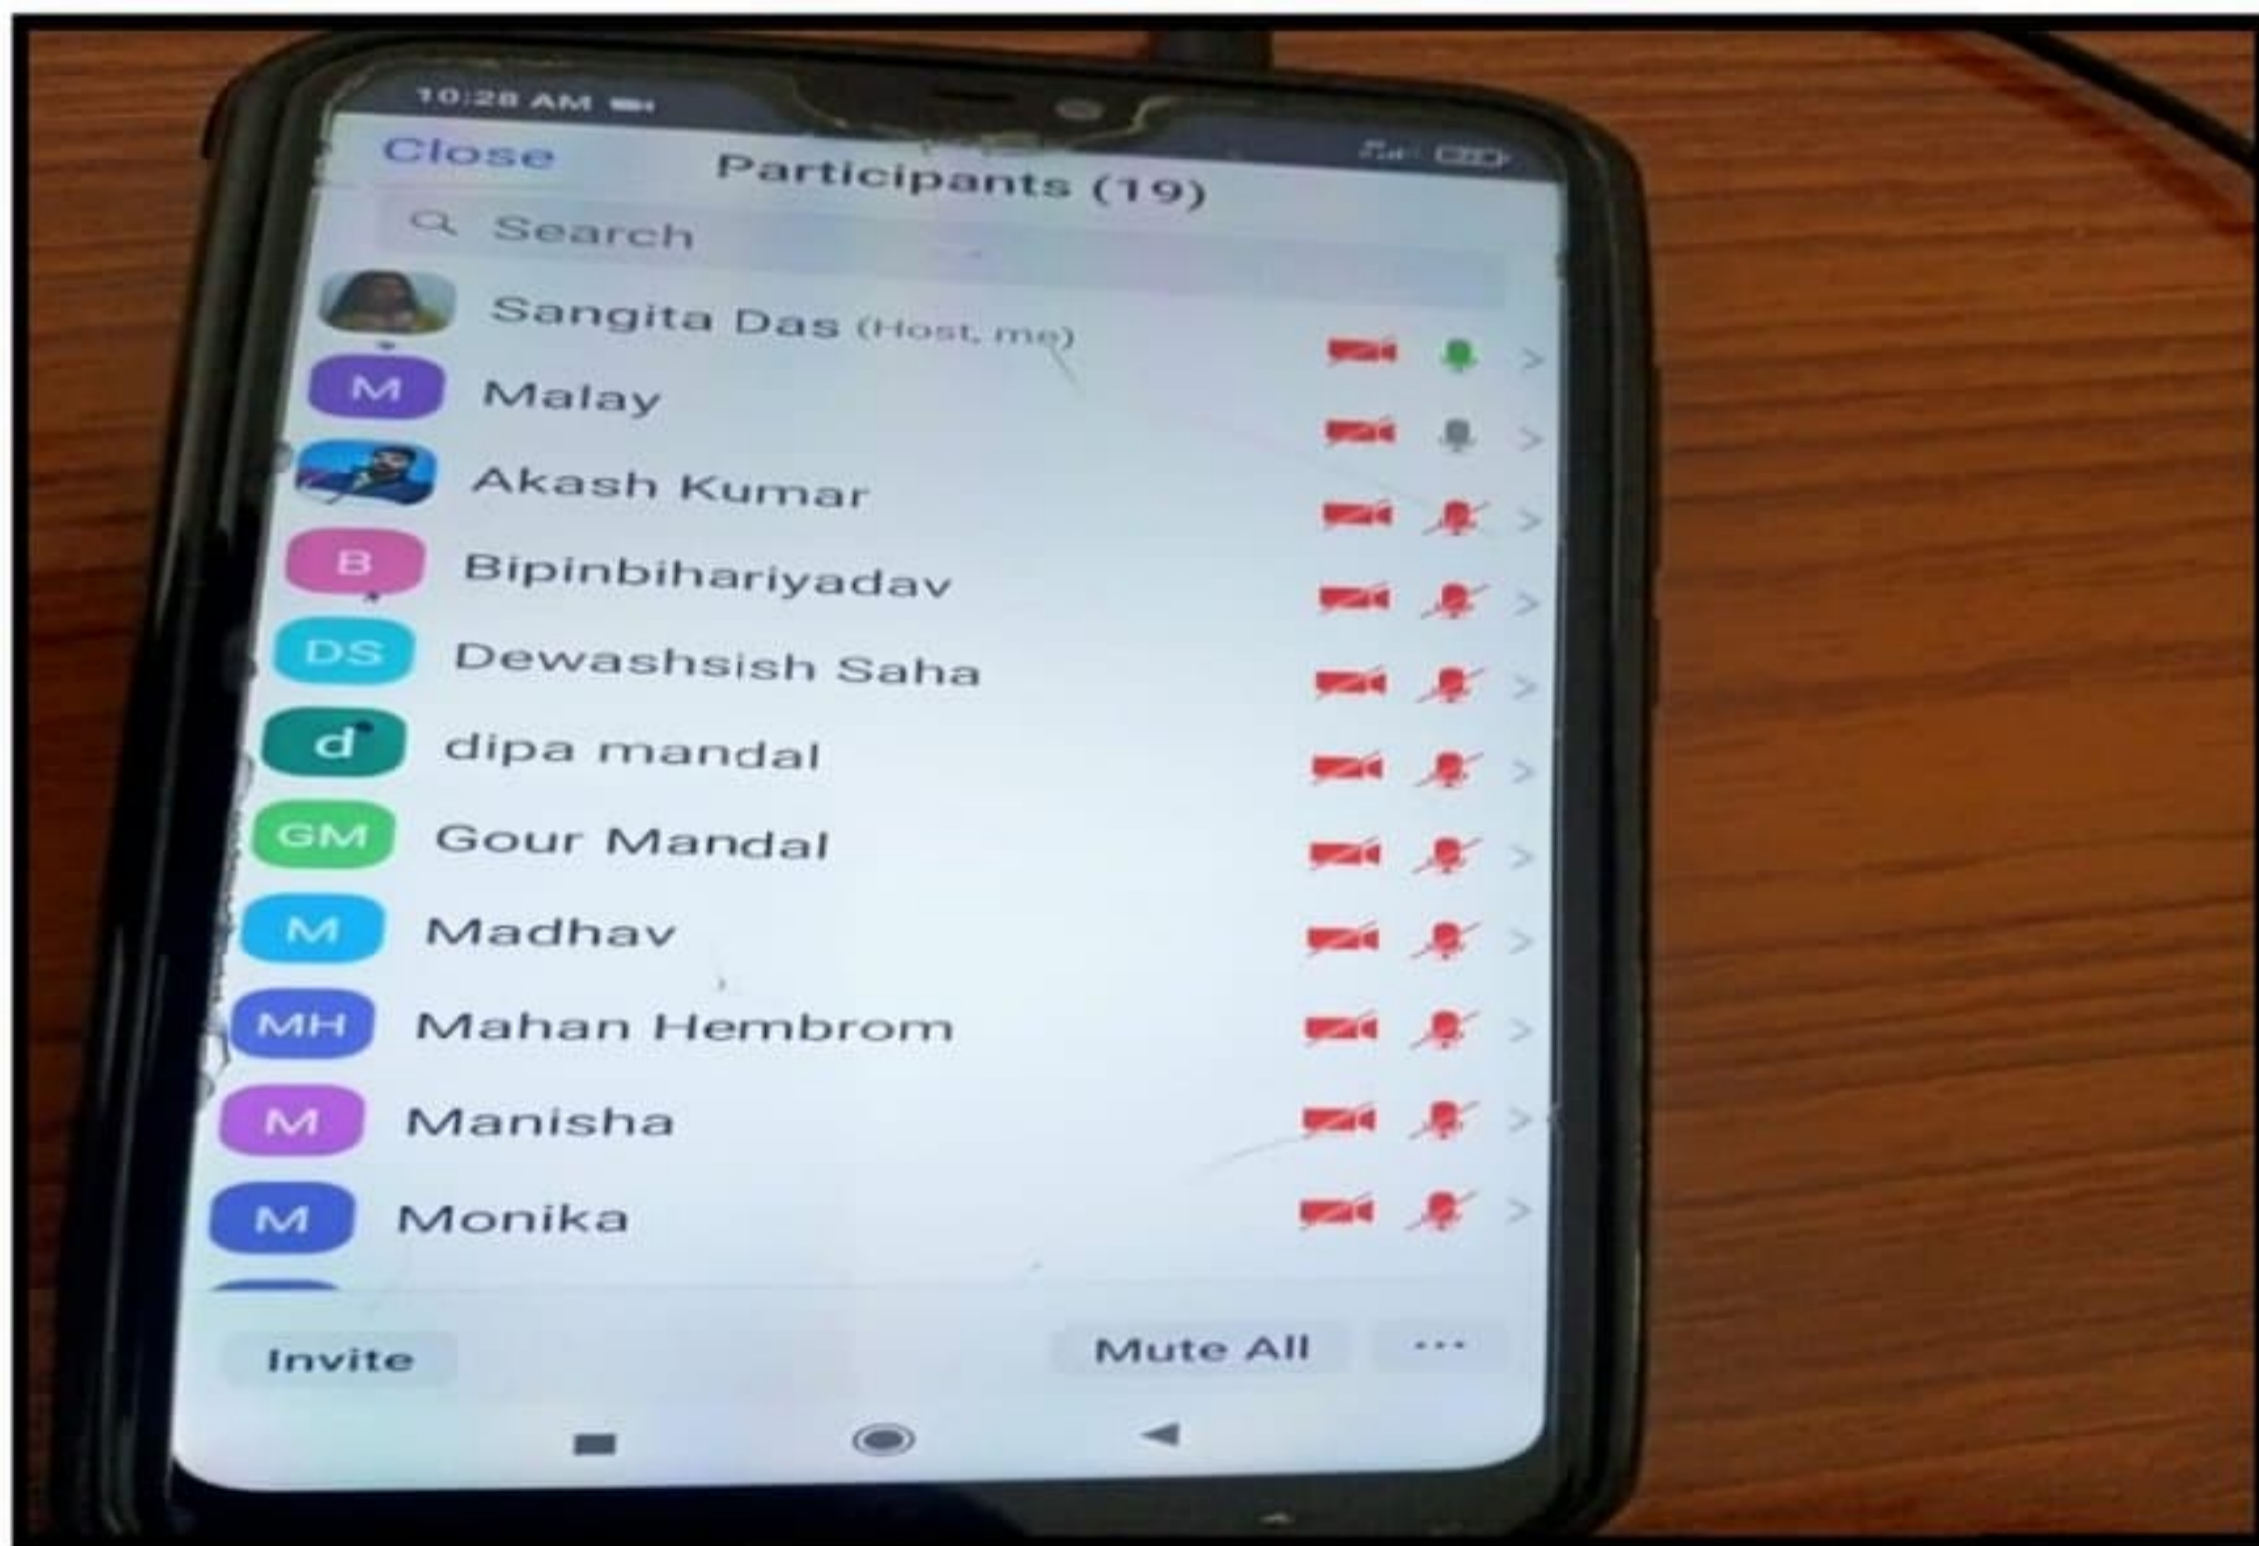 10:28 AM
Close
Participants (19)
Search
Sangita Das (Host, me)
M Malay
Akash Kumar
B Bipinbihariyadav
DS Dewashsish Saha
d dipa mandal
GM Gour Mandal
M Madhav
MH Mahan Hembrom
M Manisha
M Monika
Invite
Mute All ...